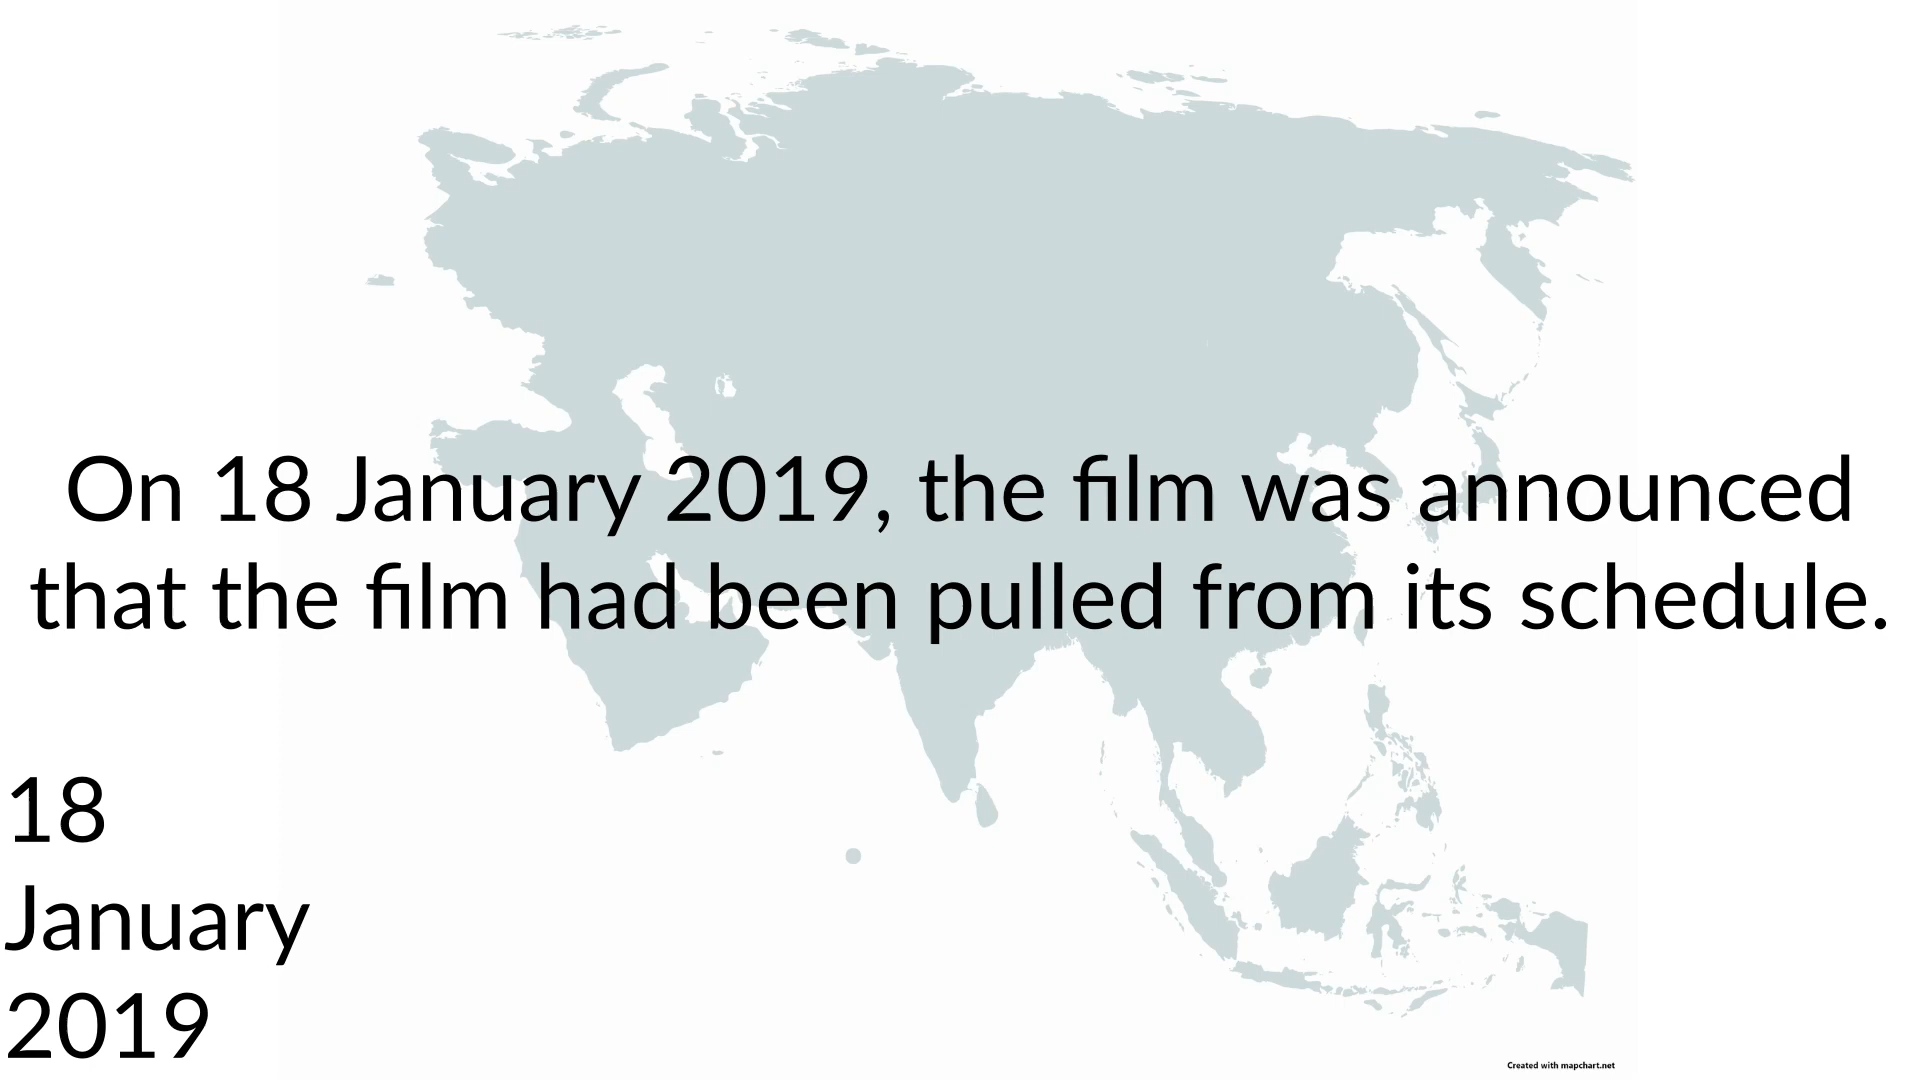 On 18 January 2019, the film was announced
that the film had been pulled from its schedule.
18
January
2019
Created with mapchart.net